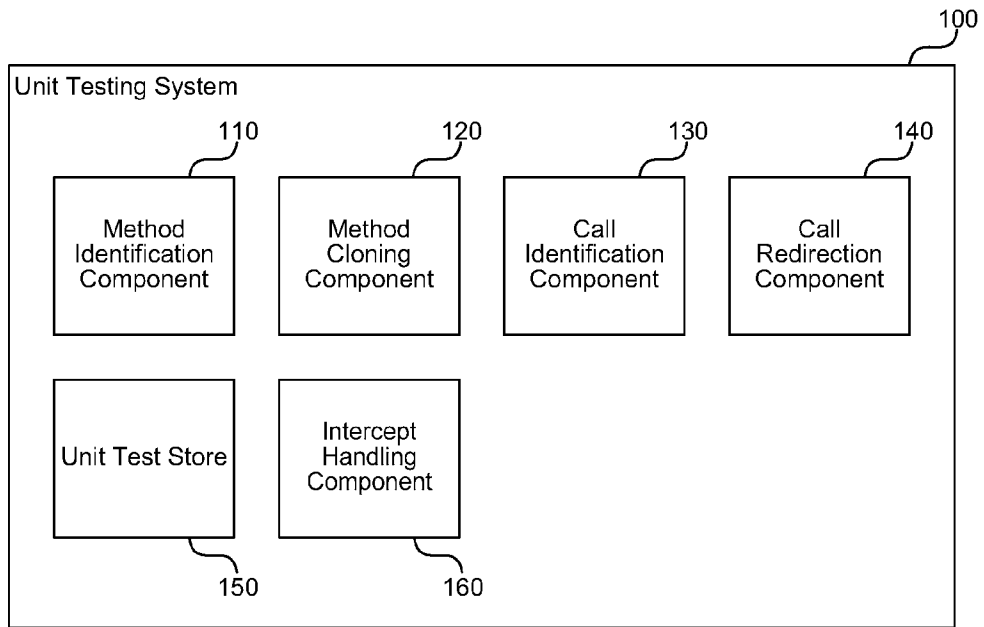 100
Unit Testing System
110
120
130
140
Method
Identification
Component
Method
Cloning
Component
Call
Identification
Component
Call
Redirection
Component
Unit Test Store
Intercept
Handling
Component
150
160